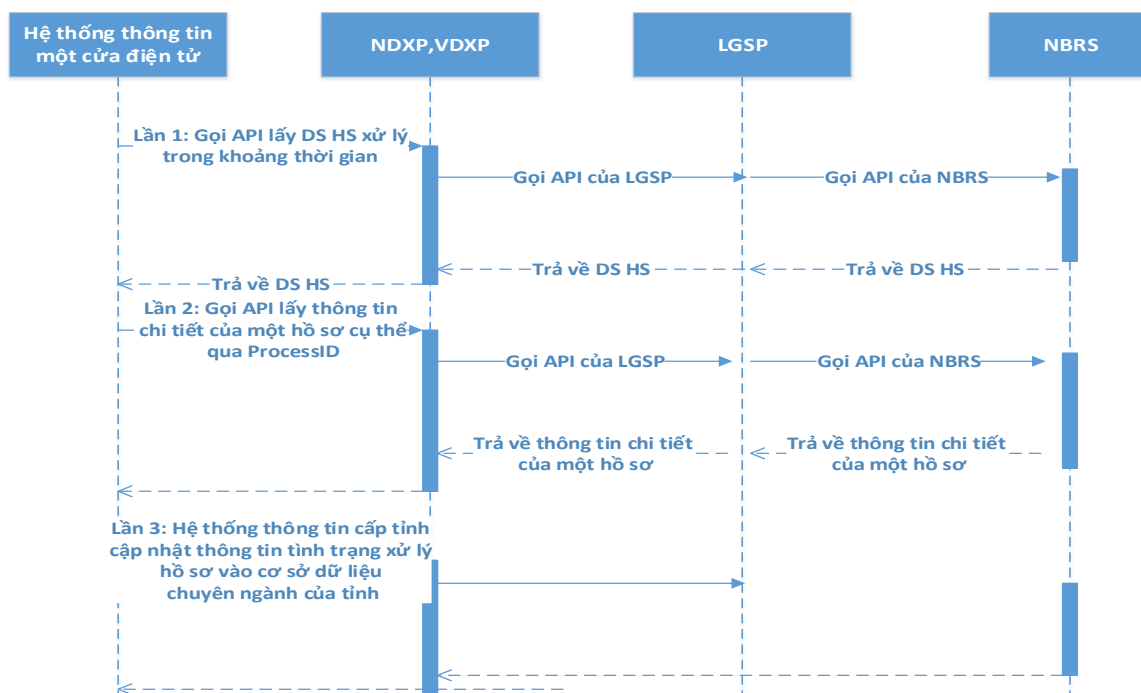 Hệ thống thông tin
một cửa điện tử
NDXP,VDXP
LGSP
NBRS
Lần 1: Gọi API lấy DS HS xử lý
trong khoảng thời gian
Gọi API của LGSP
Gọi API của NBRS
Trả về DS HS
Trả về DS HS
Trả về DS HS
Lần 2: Gọi API lấy thông tin
chi tiết của một hồ sơ cụ thể
qua ProcessID
Gọi API của LGSP
Gọi API của NBRS
Trả về thông tin chi tiết
của một hồ sơ
Trả về thông tin chi tiết
của một hồ sơ
Lần 3: Hệ thống thông tin cấp tỉnh
cập nhật thông tin tình trạng xử lý
hồ sơ vào cơ sở dữ liệu
chuyên ngành của tỉnh